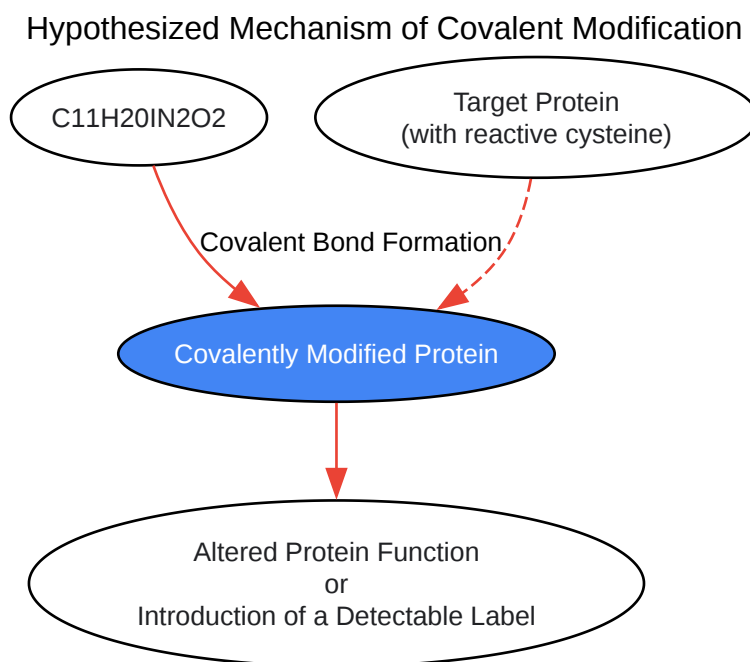 Hypothesized Mechanism of Covalent Modification
C11H20IN2O2
Target Protein
(with reactive cysteine)
Covalent Bond Formation
Covalently Modified Protein
Altered Protein Function
or
Introduction of a Detectable Label